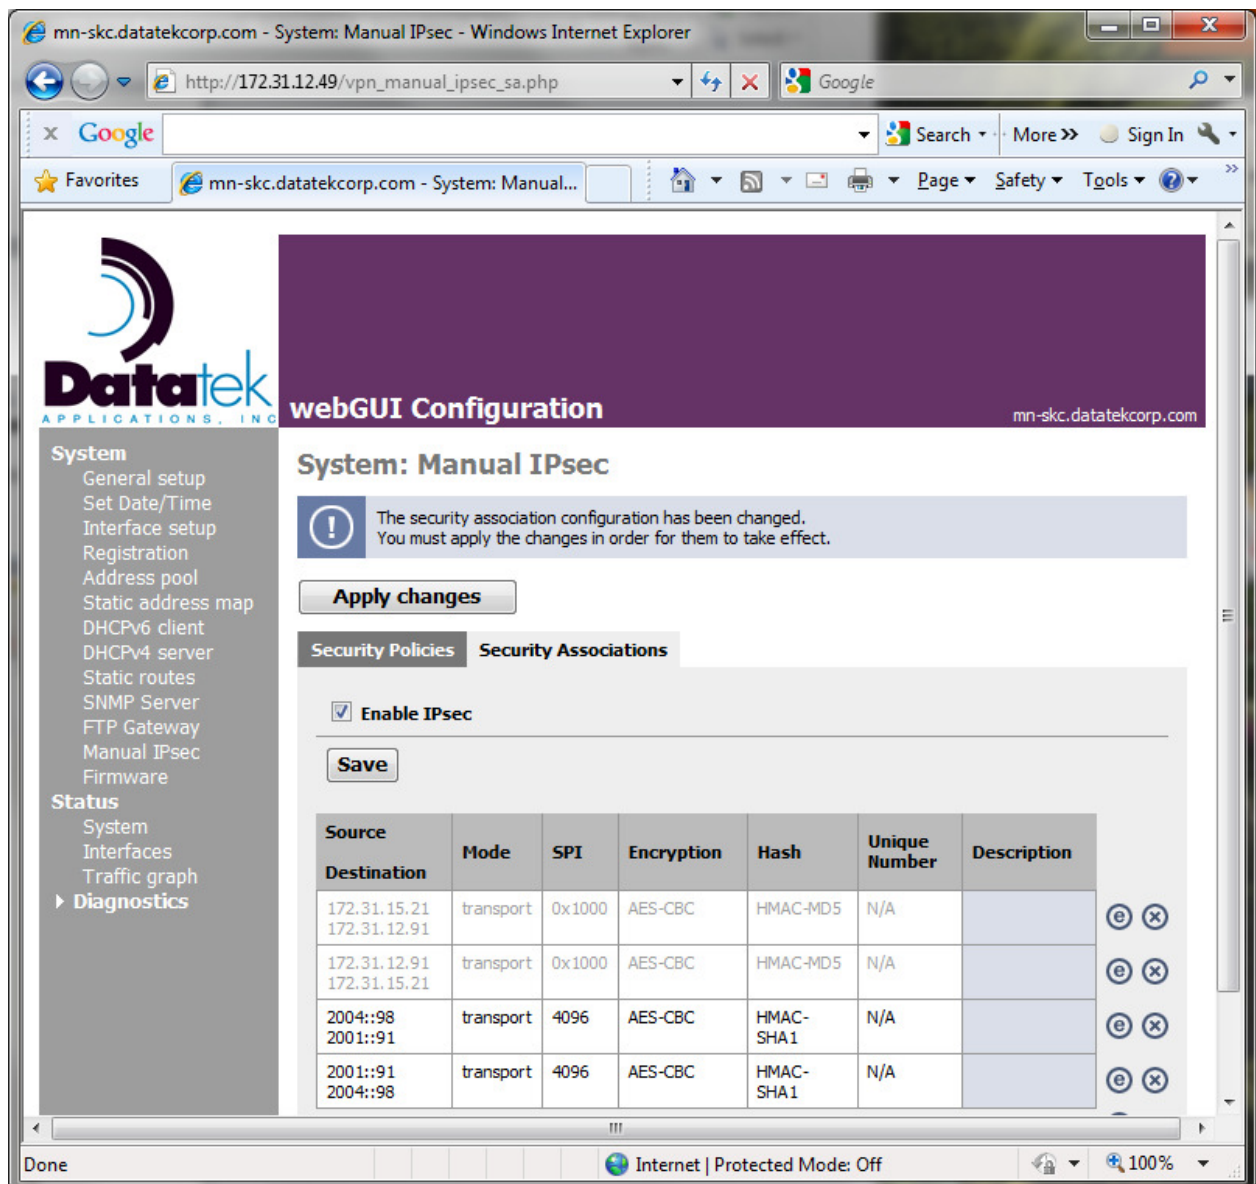 mn-skc.datatekcorp.com - System: Manual IPsec - Windows Internet Explorer
http://172.31.12.49/vpn_manual_ipsec_sa.php
Google
x Google
Search
More >>
Sign In
Favorites
mn-skc.datatekcorp.com - System: Manual...
Page
Safety
Tools
>>
Datatek
APPLICATIONS, INC
webGUI Configuration
mn-skc.datatekcorp.com
System
General setup
Set Date/Time
Interface setup
Registration
Address pool
Static address map
DHCPv6 client
DHCPv4 server
Static routes
SNMP Server
FTP Gateway
Manual IPsec
Firmware
Status
System
Interfaces
Traffic graph
Diagnostics
System: Manual IPsec
The security association configuration has been changed.
You must apply the changes in order for them to take effect.
Apply changes
Security Policies Security Associations
Enable IPsec
Save
Source
Destination
Mode
SPI
Encryption
Hash
Unique
Number
Description
172.31.15.21 transport 0x1000 AES-CBC HMAC-MD5 N/A
172.31.12.91
172.31.12.91 transport 0x1000 AES-CBC HMAC-MD5 N/A
172.31.15.21
2004::98 transport 4096 AES-CBC HMAC- N/A
2001::91 SHA1
2001::91 transport 4096 AES-CBC HMAC- N/A
2004::98 SHA1
Done
Internet | Protected Mode: Off
100%